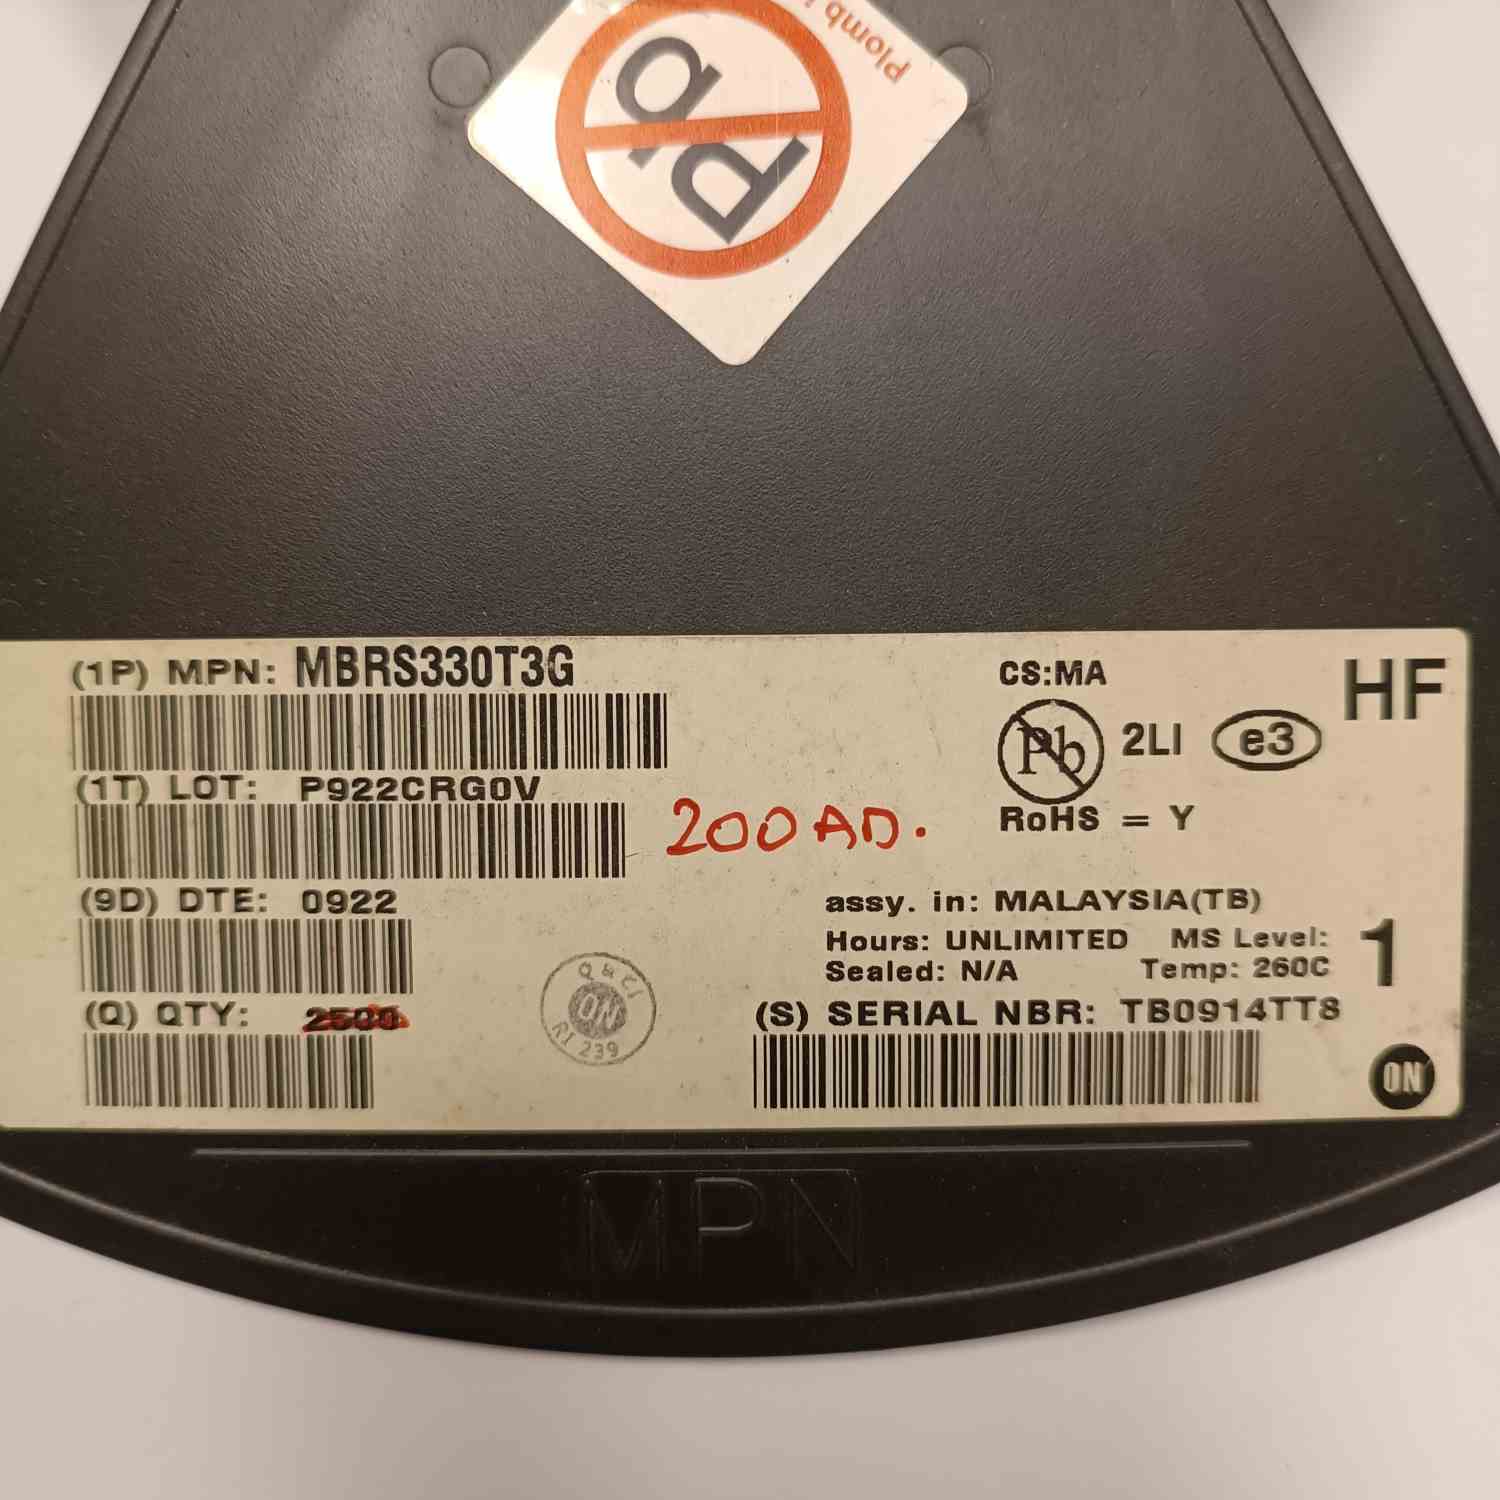 Plomb
Pb
(1P) MPN: MBRS330T3G
CS:MA
HF
Pb 2LI e3
(1T) LOT: P922CRG0V
200 AD.
RoHS = Y
(9D) DTE: 0922
assy. in: MALAYSIA(TB)
Hours: UNLIMITED MS Level: 1
Sealed: N/A Temp: 260C
(Q) QTY: 2500
ON
RI 239
(S) SERIAL NBR: TB0914TT8
ON
MPN